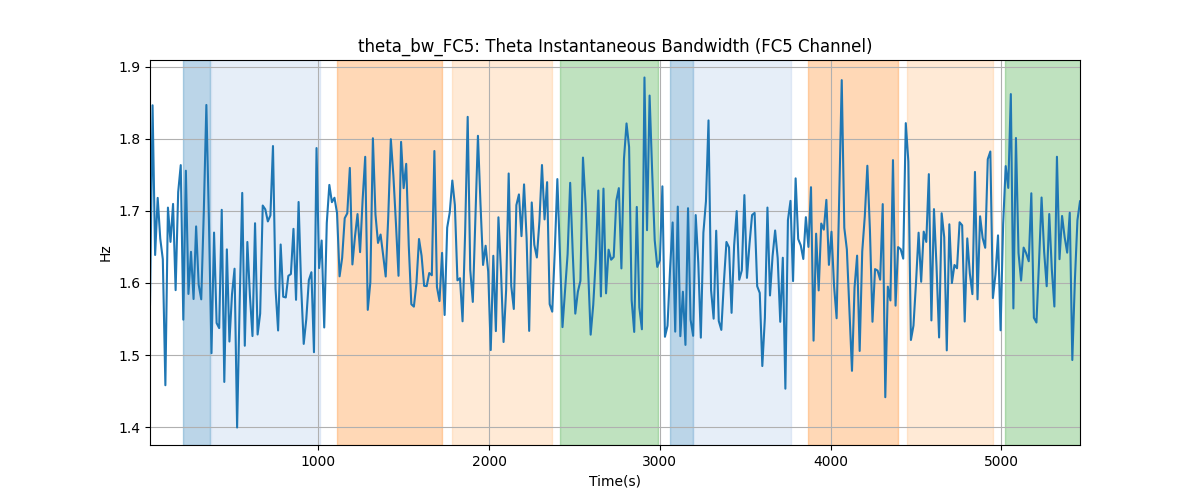 theta_bw_FC5: Theta Instantaneous Bandwidth (FC5 Channel)
1.9
1.8
1.7
1.6
1.5
1.4
Hz
1000 2000 3000 4000 5000
Time(s)